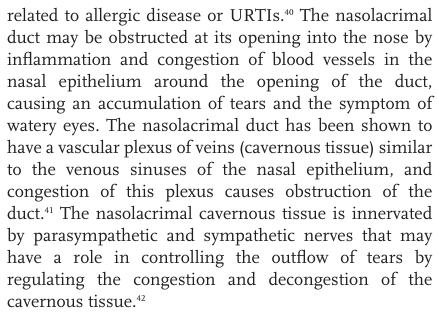 related to allergic disease or URTIs.⁴⁰ The nasolacrimal
duct may be obstructed at its opening into the nose by
inflammation and congestion of blood vessels in the
nasal epithelium around the opening of the duct,
causing an accumulation of tears and the symptom of
watery eyes. The nasolacrimal duct has been shown to
have a vascular plexus of veins (cavernous tissue) similar
to the venous sinuses of the nasal epithelium, and
congestion of this plexus causes obstruction of the
duct.⁴¹ The nasolacrimal cavernous tissue is innervated
by parasympathetic and sympathetic nerves that may
have a role in controlling the outflow of tears by
regulating the congestion and decongestion of the
cavernous tissue.⁴²